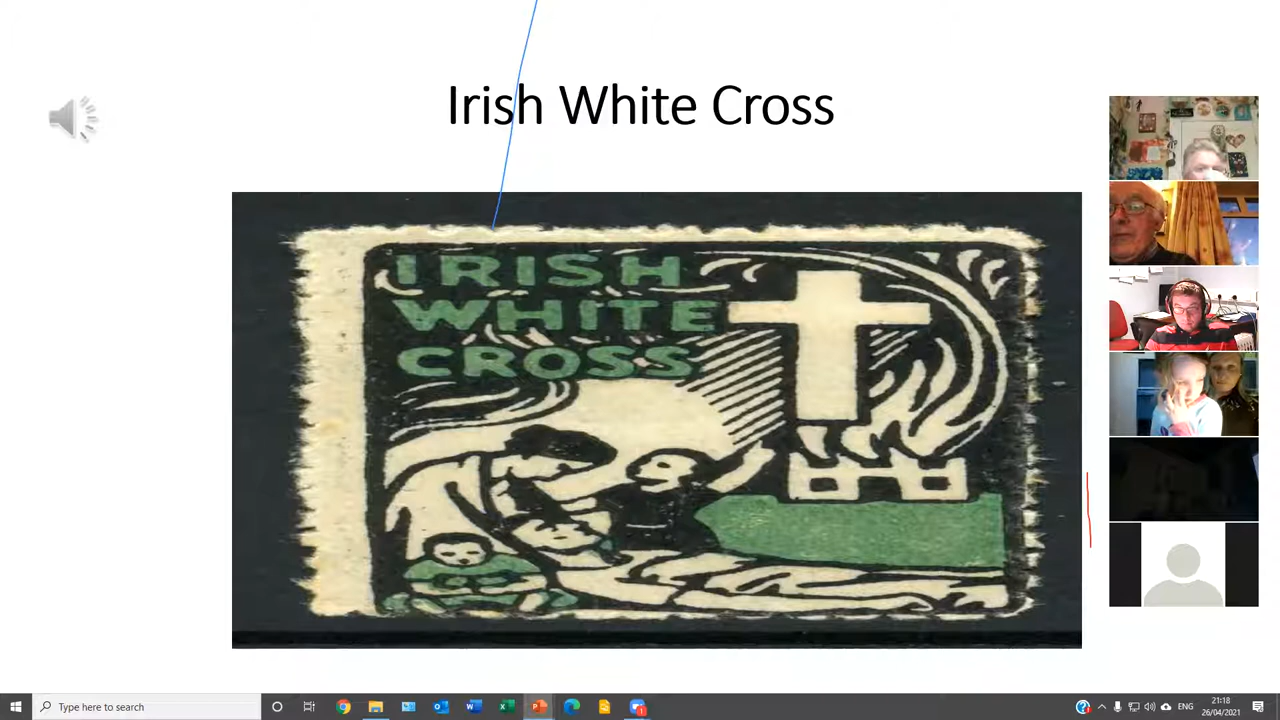 Irish White Cross
IRISH
WHITE
CROSS
Type here to search
ENG
21:18
26/04/2021